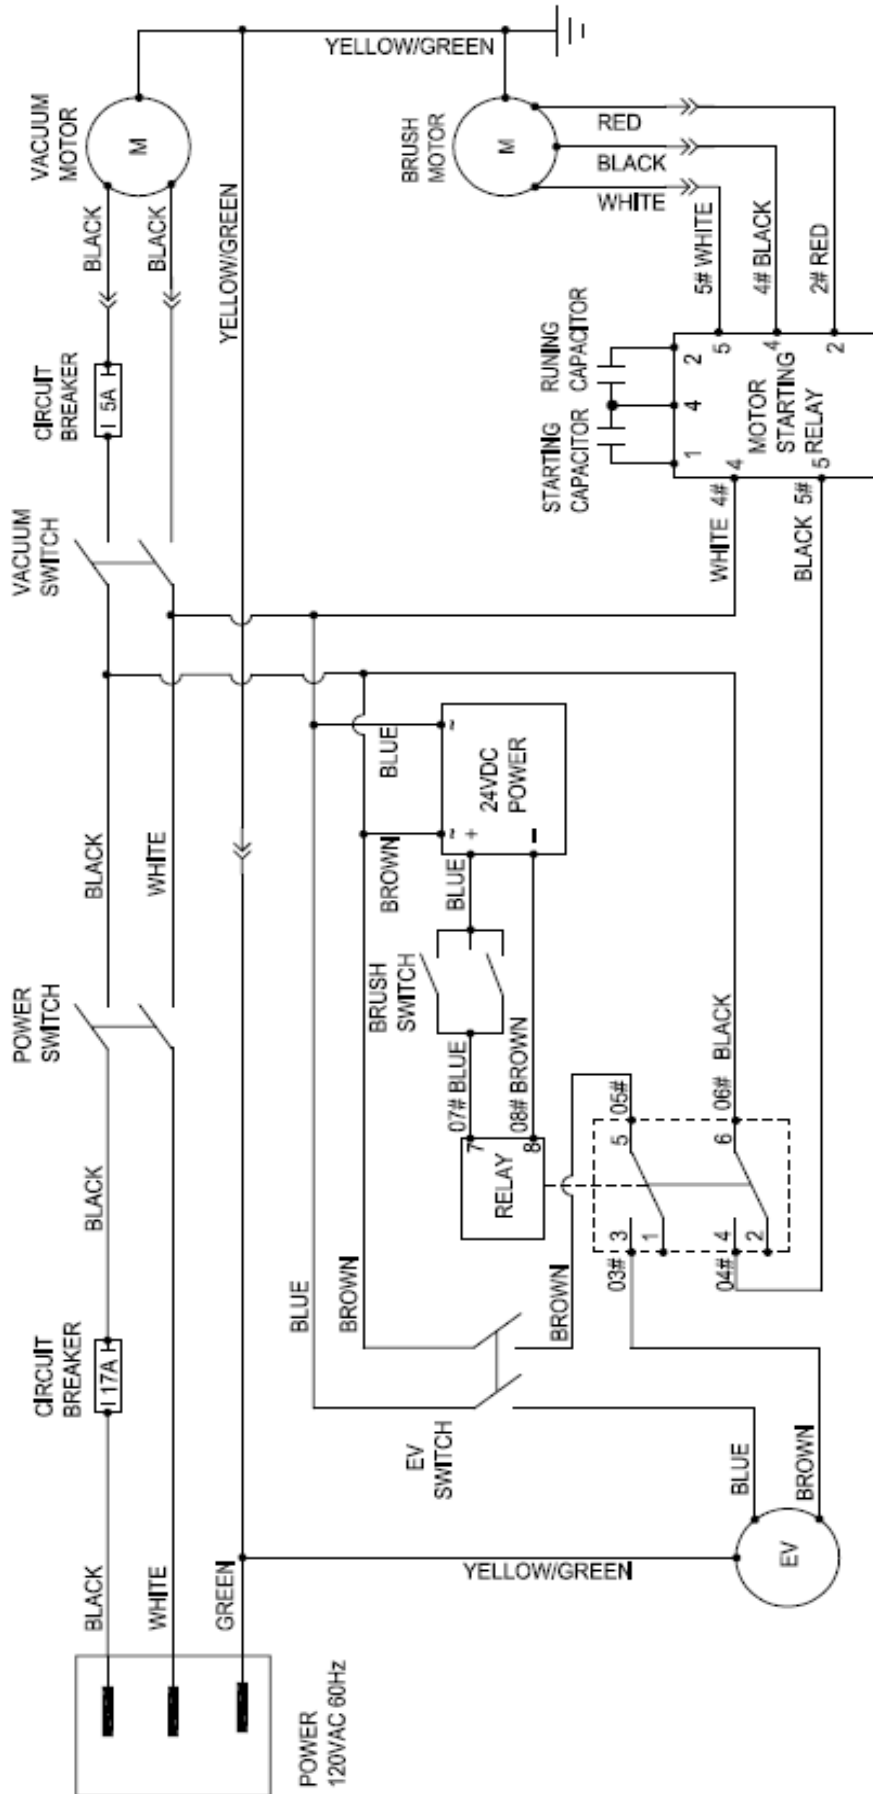 CIRCUIT
BREAKER
POWER
SWITCH
VACUUM
SWITCH
CIRCUIT
BREAKER
VACUUM
MOTOR
BLACK
17A
BLACK
BLACK
5A
BLACK
M
WHITE
WHITE
BLACK
GREEN
YELLOW/GREEN
YELLOW/GREEN
POWER
120VAC 60Hz
BLUE
BROWN
BRUSH
SWITCH
BROWN
BLUE
BLUE
~
~
+
−
24VDC
POWER
BRUSH
MOTOR
M
RED
BLACK
WHITE
EV
SWITCH
07# BLUE
08# BROWN
7
8
RELAY
YELLOW/GREEN
BROWN
STARTING
CAPACITOR
RUNING
CAPACITOR
03#
3
1
5
05#
1
4
2
5# WHITE
4# BLACK
2# RED
04#
4
2
6
06#
BLACK
WHITE
4#
4
BLACK
5#
5
MOTOR
STARTING
RELAY
5
4
2
BLUE
BROWN
EV